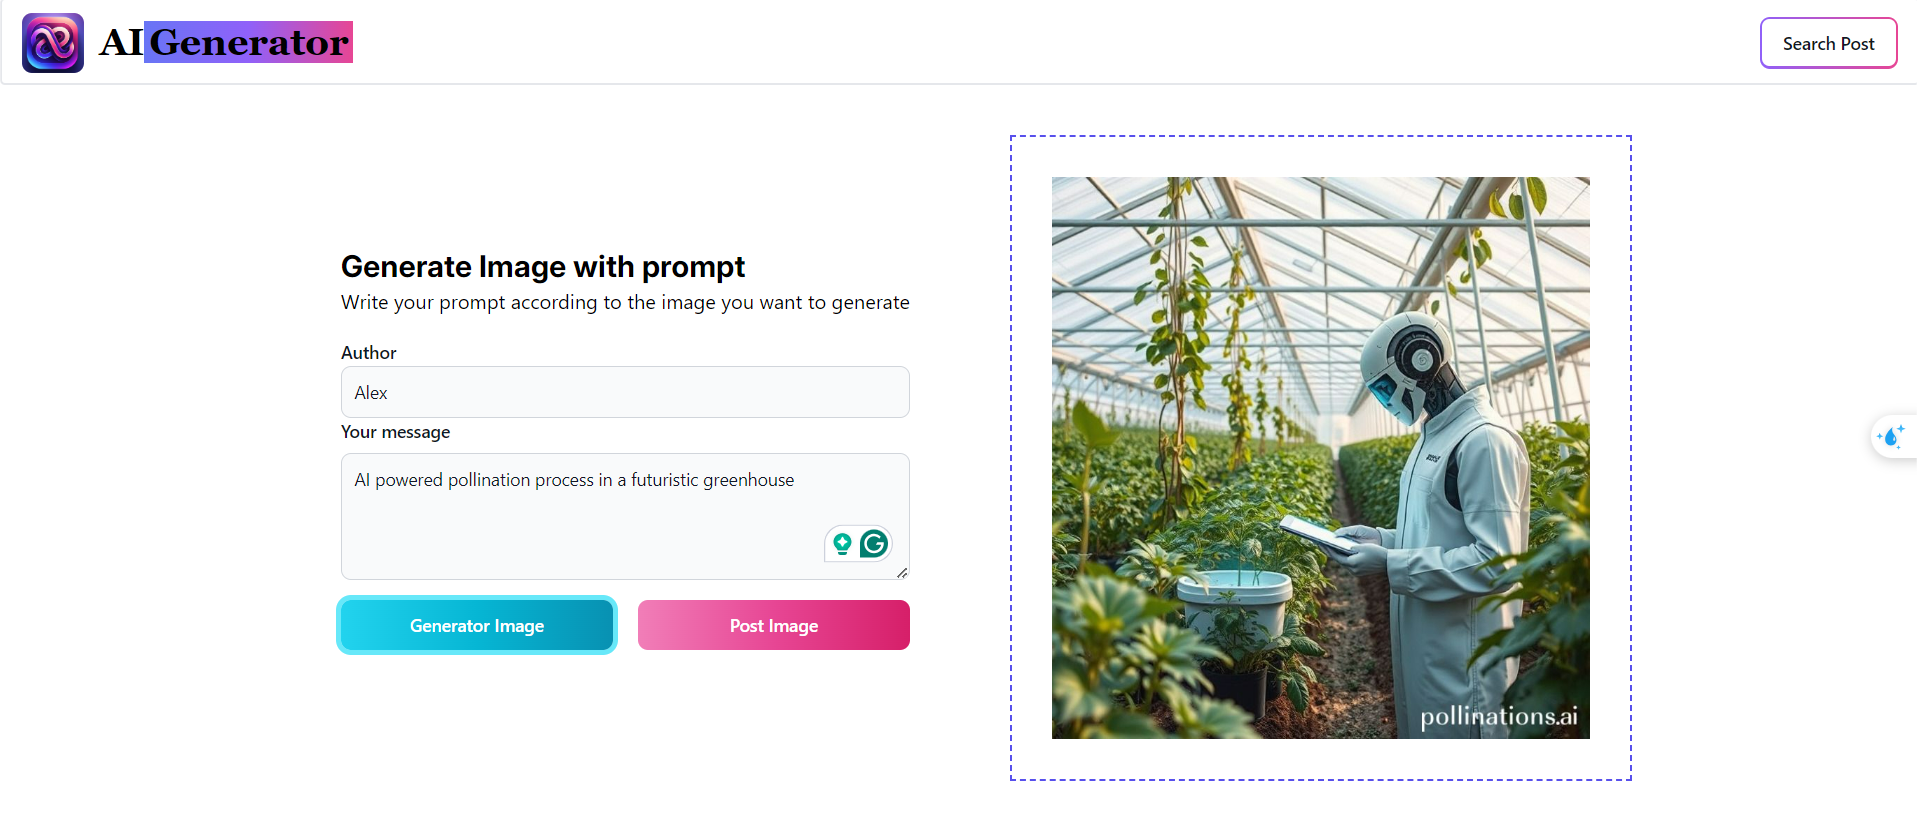 AI Generator
Search Post
Generate Image with prompt
Write your prompt according to the image you want to generate
Author
Alex
Your message
AI powered pollination process in a futuristic greenhouse
Generator Image
Post Image
pollinations.ai